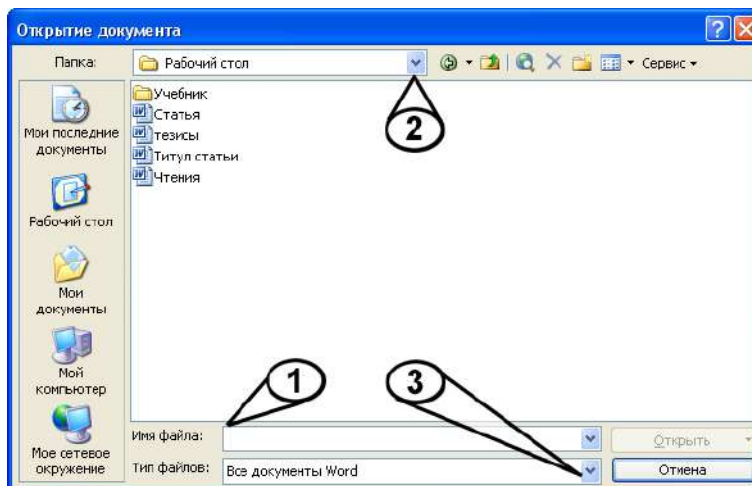 Открытие документа
Папка:
Рабочий стол
Сервис
Мои последние
документы
Рабочий стол
Мои
документы
Мой
компьютер
Мое сетевое
окружение
Учебник
Статья
тезисы
Титул статьи
Чтения
2
1
3
Имя файла:
Открыть
Тип файлов:
Все документы Word
Отмена